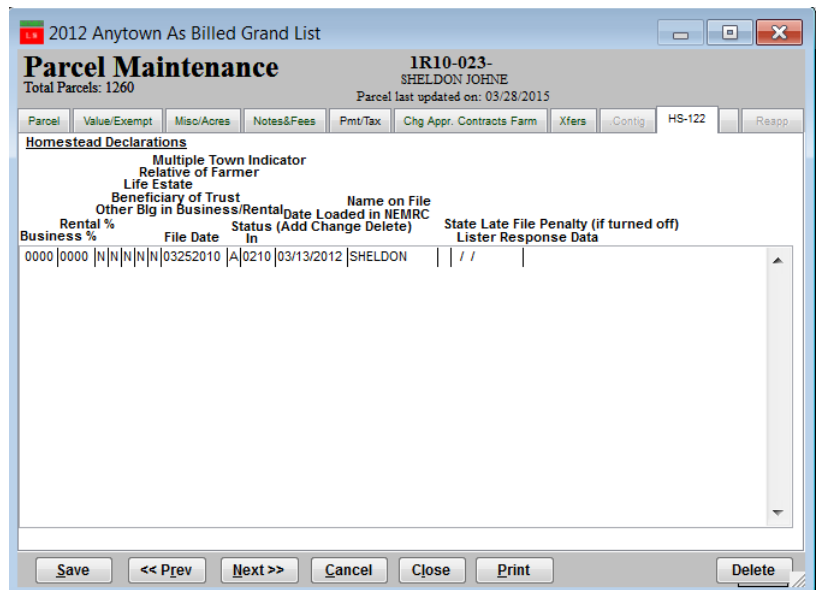 LS 2012 Anytown As Billed Grand List
Parcel Maintenance
Total Parcels: 1260
1R10-023-
SHELDON JOHNE
Parcel last updated on: 03/28/2015
Parcel Value/Exempt Misc/Acres Notes&Fees Pmt/Tax Chg Appr. Contracts Farm Xfers .Contig HS-122 Reapp
Homestead Declarations
Multiple Town Indicator
Relative of Farmer
Life Estate
Beneficiary of Trust
Other Blg in Business/Rental
Rental %
Business %
File Date
Status (Add Change Delete)
In
Date Loaded in NEMRC
Name on File
State Late File Penalty (if turned off)
Lister Response Data
0000 0000 N N N N N 03252010 A 0210 03/13/2012 SHELDON / /
Save << Prev Next >> Cancel Close Print Delete